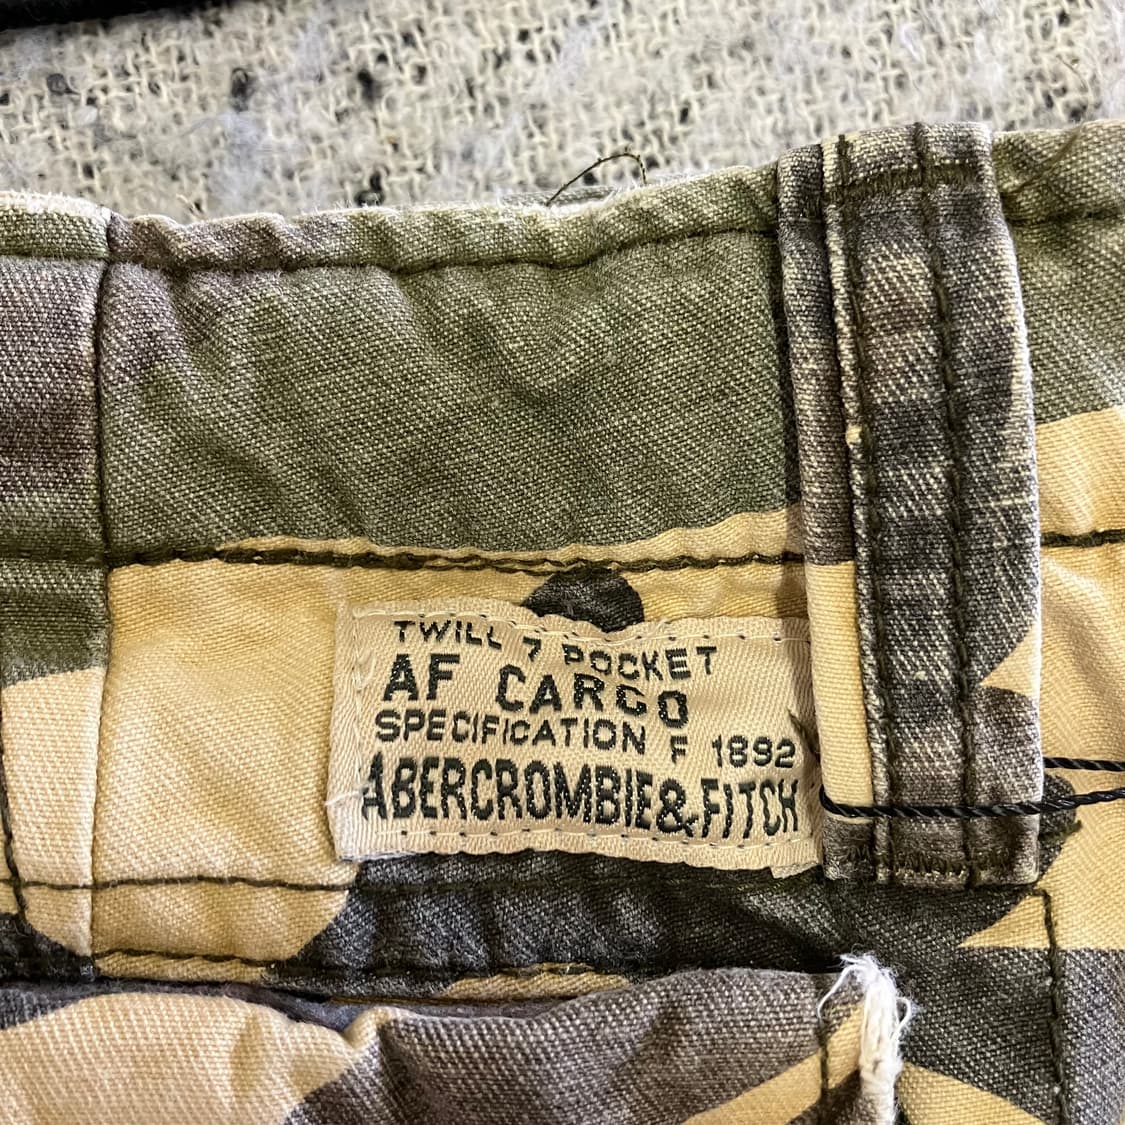 TWILL 7 POCKET
AF CARGO
SPECIFICATION F 1892
ABERCROMBIE&FITCH